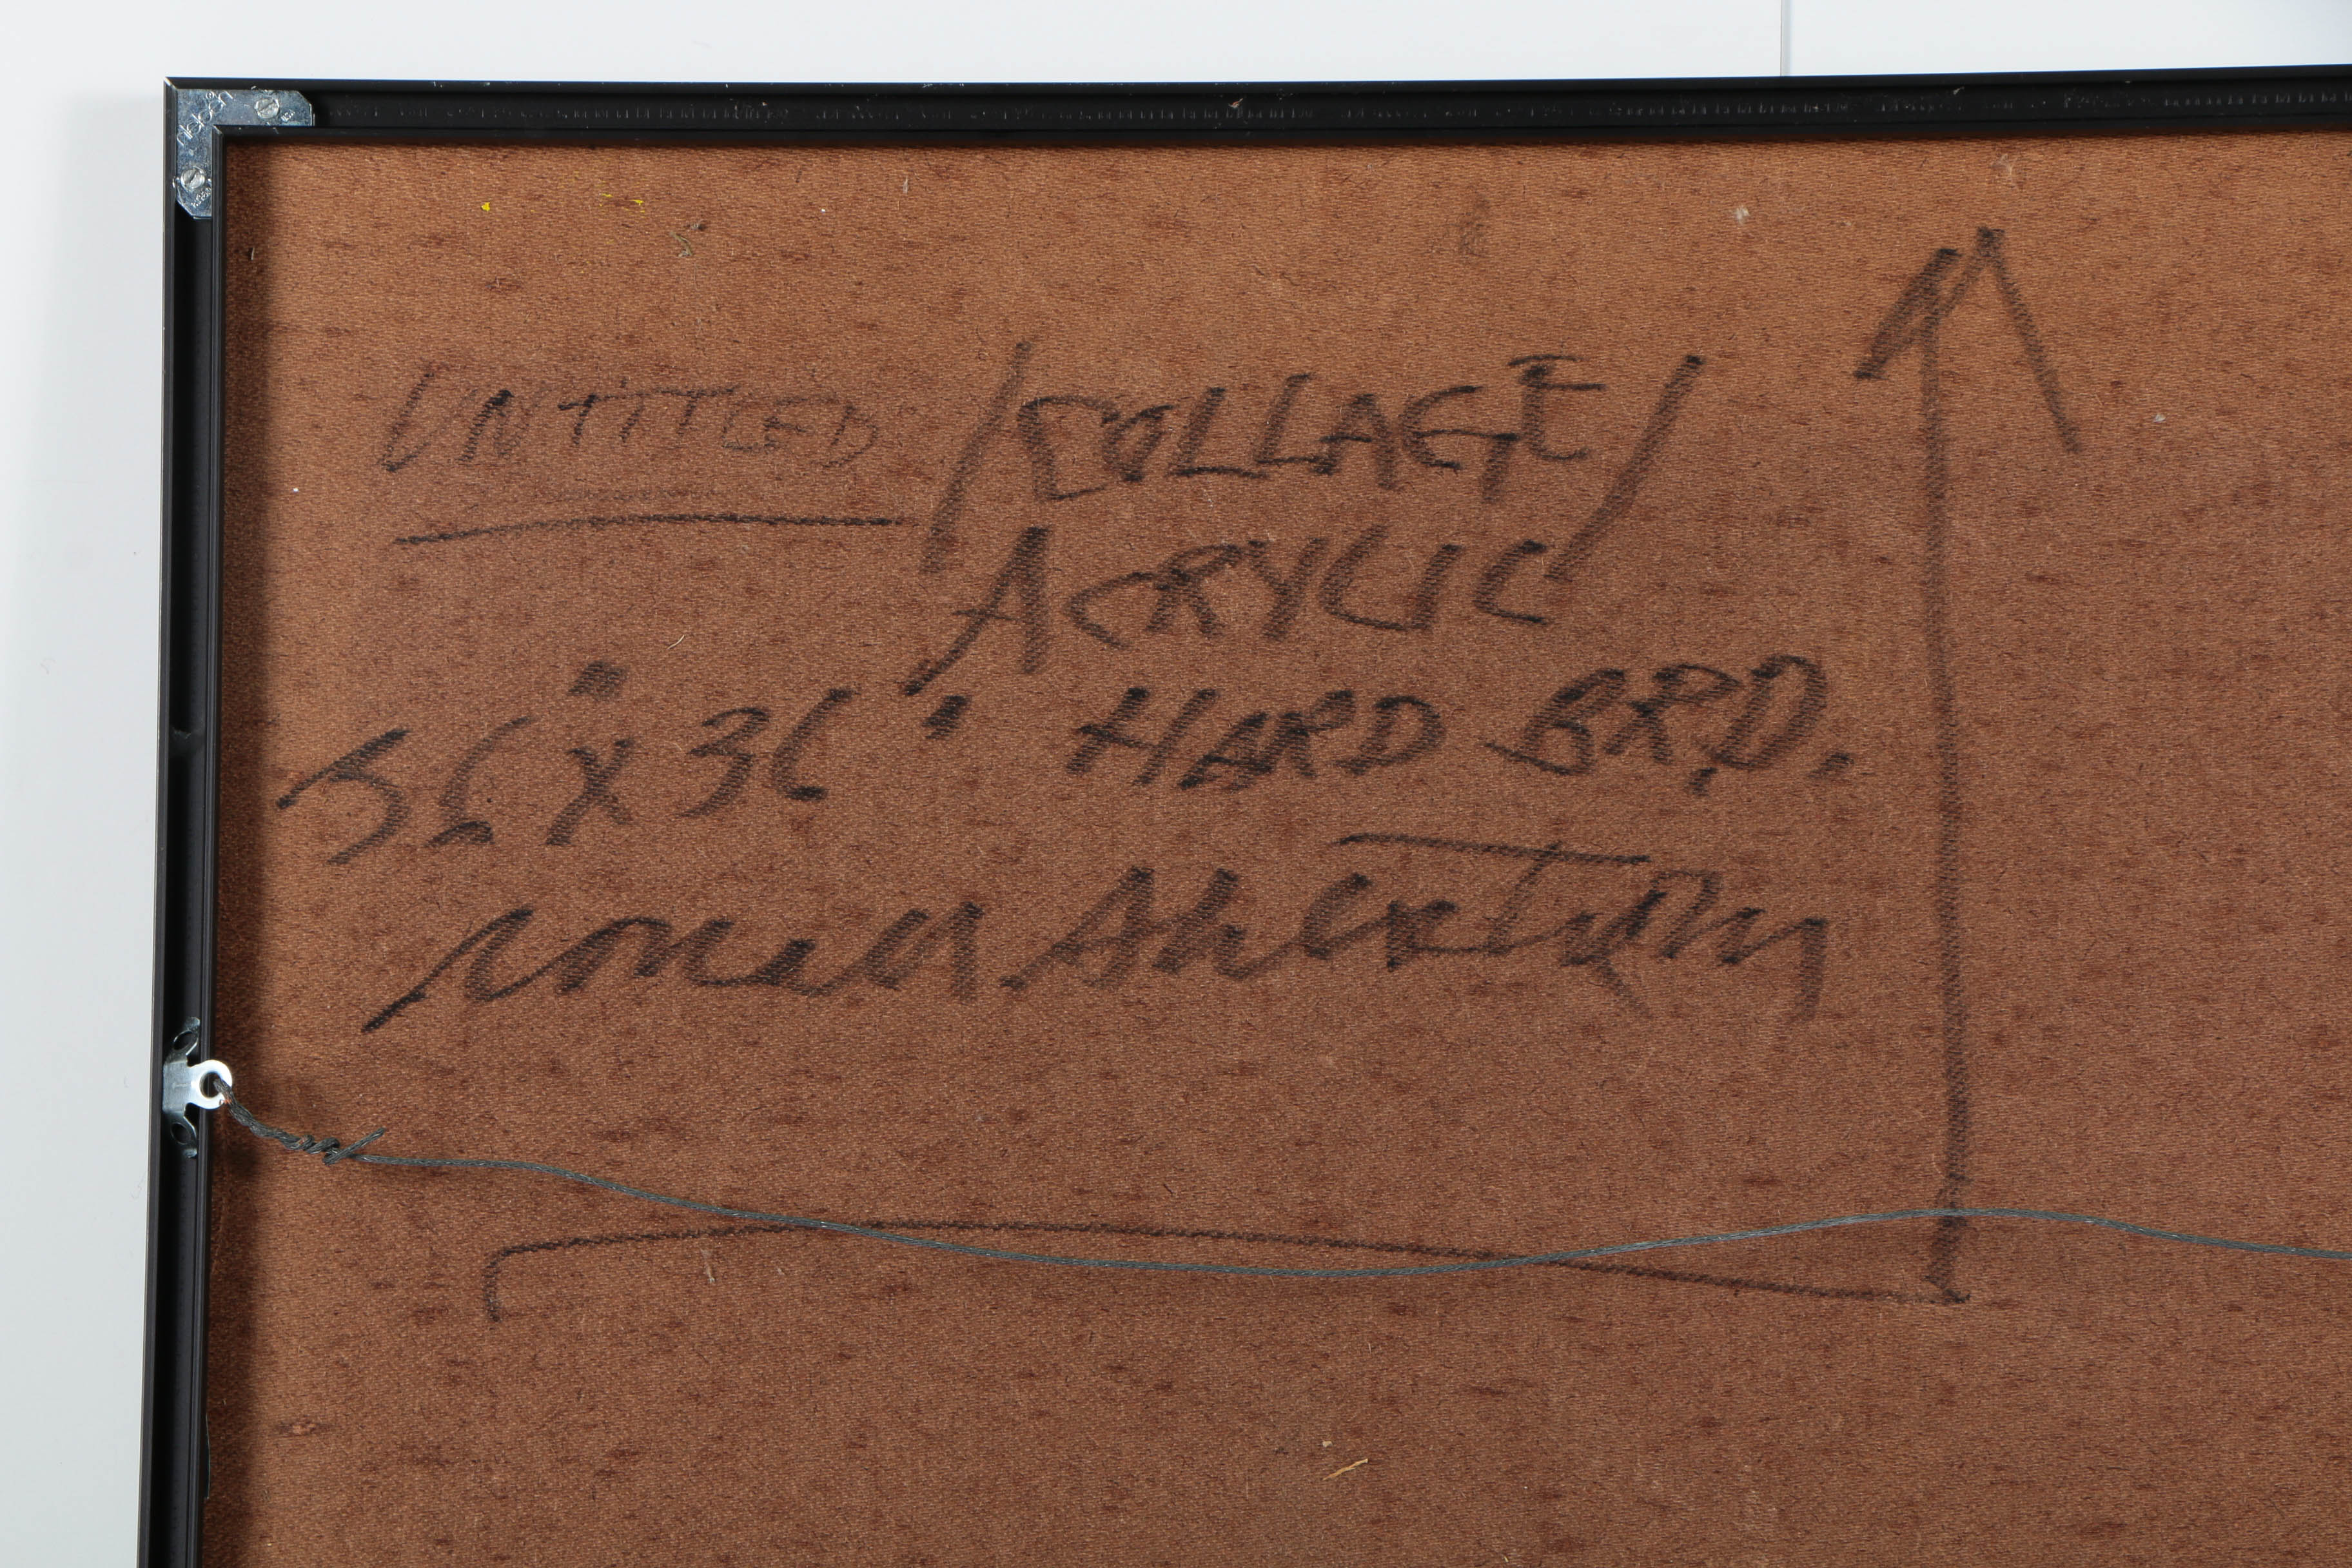 UNTITLED /COLLAGE/
ACRYLIC
36" X 36" HARD BRD.